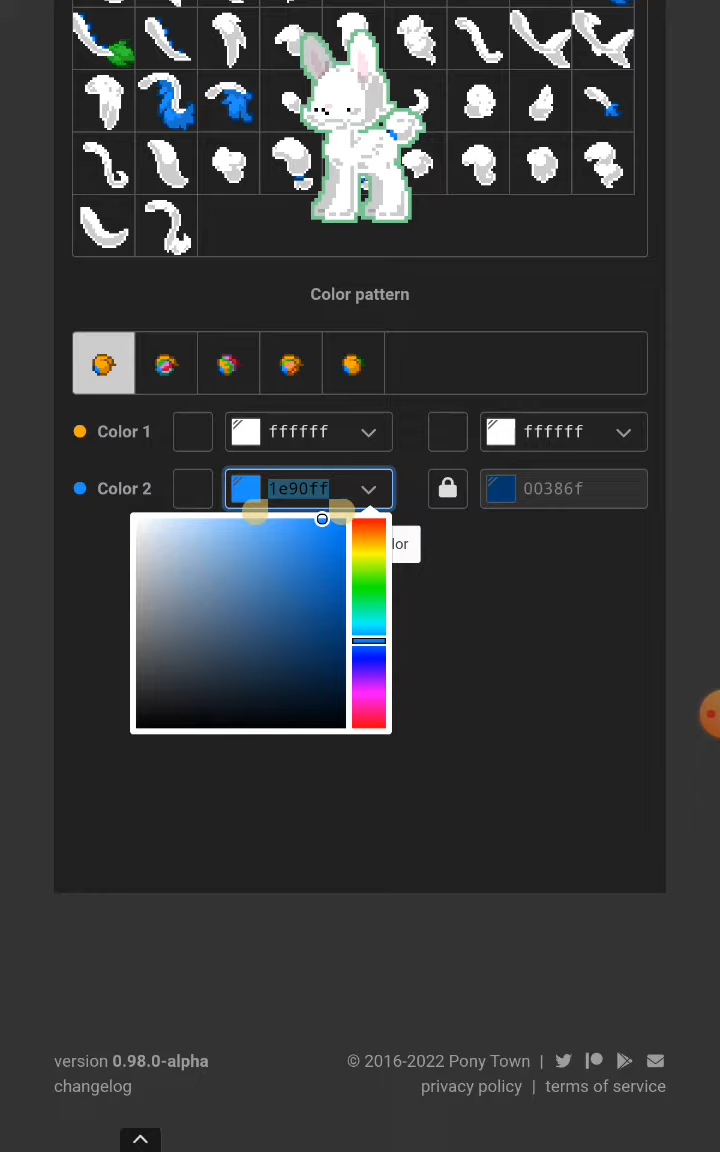 Color pattern
Color 1 ffffff ffffff
Color 2 1e90ff 00386f
lor
version 0.98.0-alpha © 2016-2022 Pony Town |
changelog privacy policy | terms of service